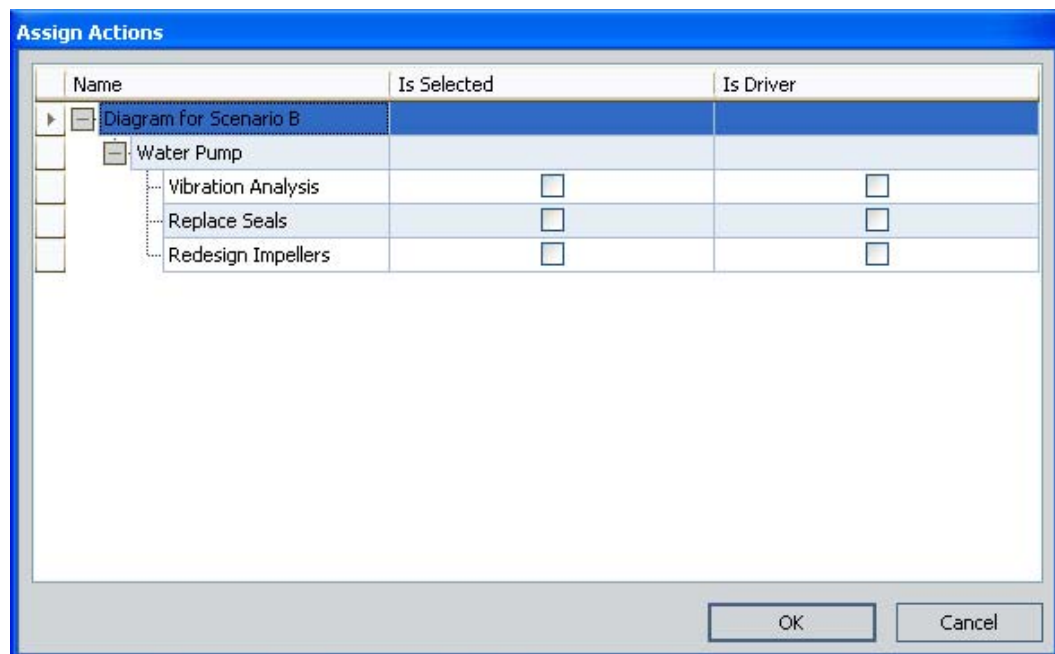 Assign Actions
Name Is Selected Is Driver
Diagram for Scenario B
Water Pump
Vibration Analysis
Replace Seals
Redesign Impellers
OK Cancel